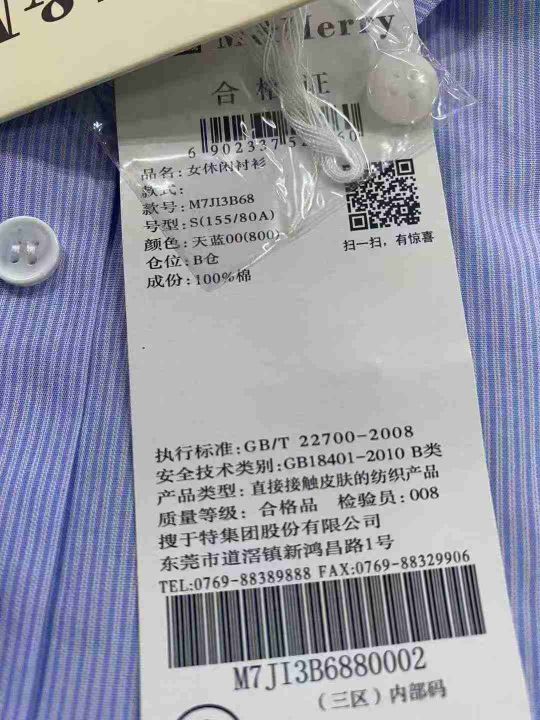 Merry
合格证
品名:女休闲衬衫
款式:
款号:M7JI3B68
号型:S(155/80A)
颜色:天蓝00(800)
仓位:B仓
成份:100%棉
扫一扫，有惊喜
执行标准:GB/T 22700-2008
安全技术类别:GB18401-2010 B类
产品类型:直接接触皮肤的纺织产品
质量等级:合格品 检验员:008
搜于特集团股份有限公司
东莞市道滘镇新鸿昌路1号
TEL:0769-88389888 FAX:0769-88329906
M7JI3B6880002
(三区)内部码